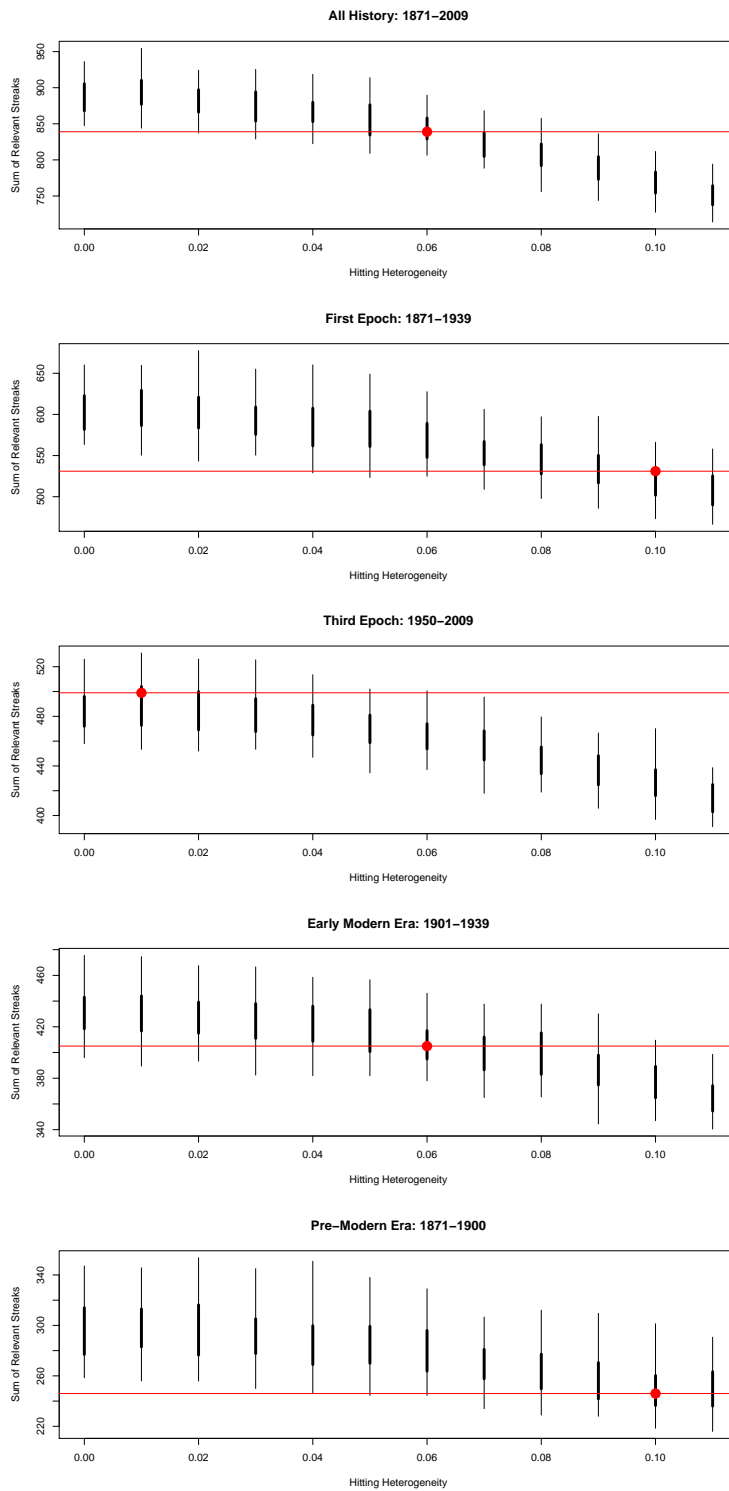 All History: 1871−2009
Sum of Relevant Streaks
950
900
850
800
750
0.00 0.02 0.04 0.06 0.08 0.10
Hitting Heterogeneity
First Epoch: 1871−1939
Sum of Relevant Streaks
650
600
550
500
0.00 0.02 0.04 0.06 0.08 0.10
Hitting Heterogeneity
Third Epoch: 1950−2009
Sum of Relevant Streaks
520
480
440
400
0.00 0.02 0.04 0.06 0.08 0.10
Hitting Heterogeneity
Early Modern Era: 1901−1939
Sum of Relevant Streaks
460
420
380
340
0.00 0.02 0.04 0.06 0.08 0.10
Hitting Heterogeneity
Pre−Modern Era: 1871−1900
Sum of Relevant Streaks
340
300
260
220
0.00 0.02 0.04 0.06 0.08 0.10
Hitting Heterogeneity